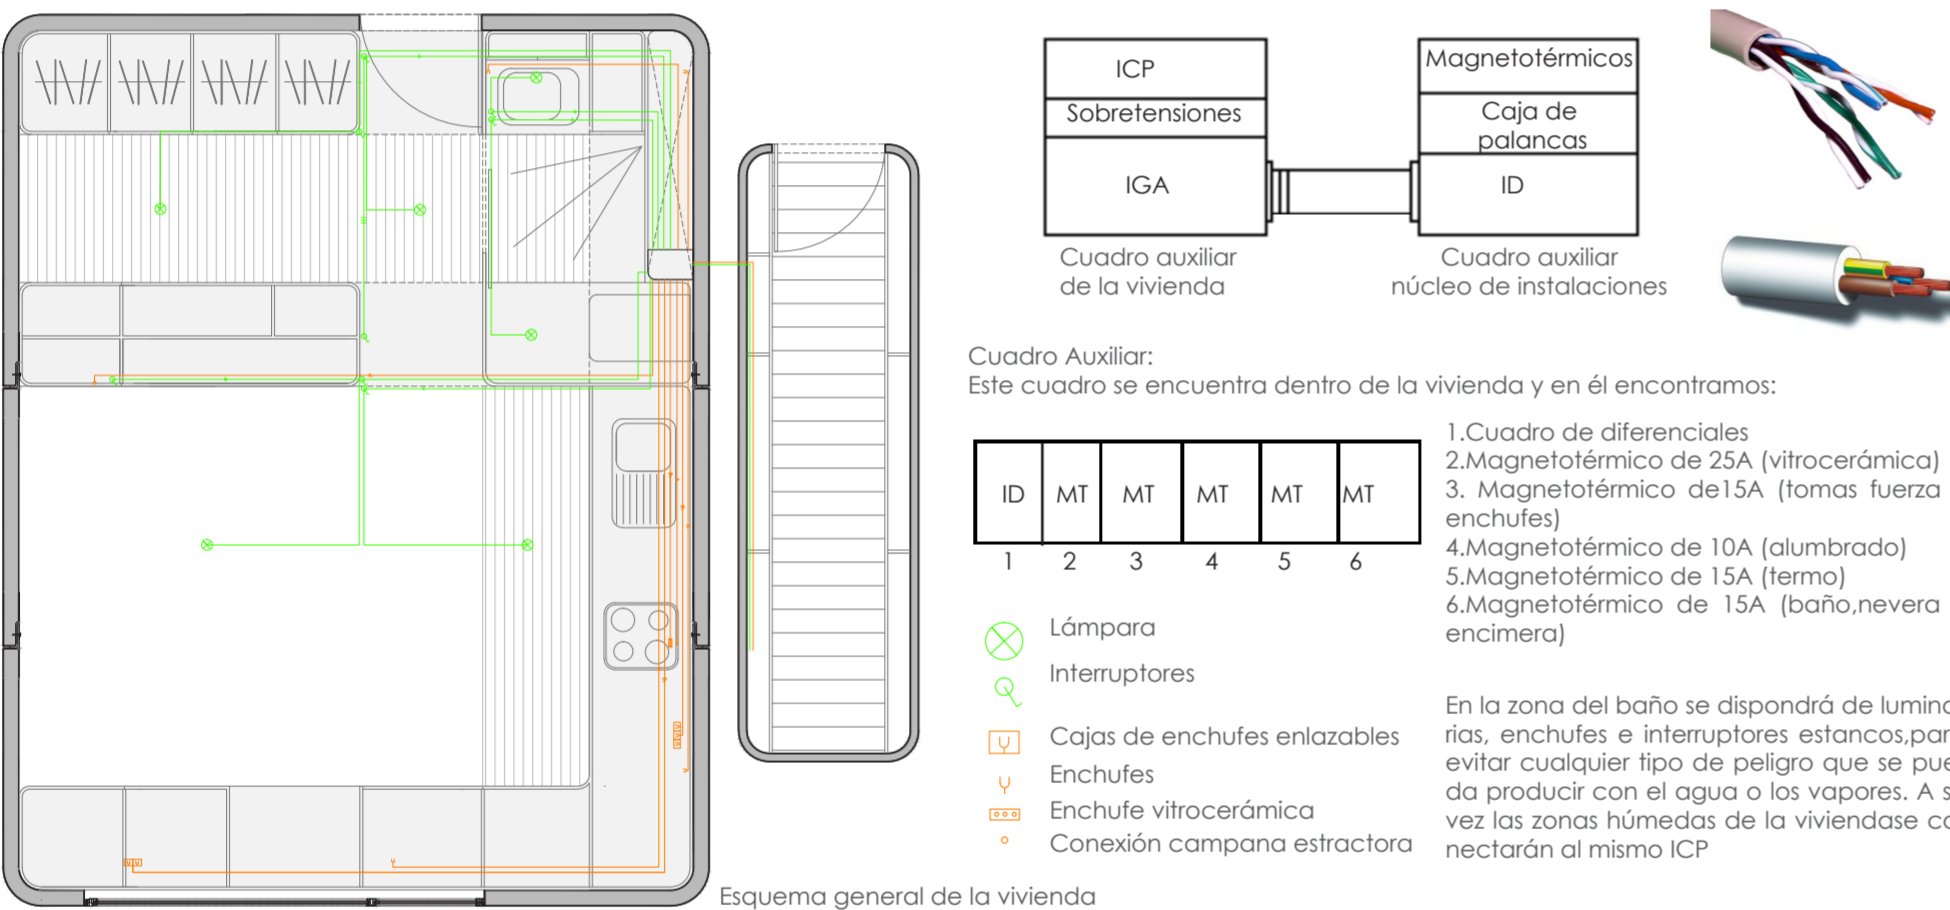 ICP
Sobretensiones
IGA
Magnetotérmicos
Caja de
palancas
ID
Cuadro auxiliar
de la vivienda
Cuadro auxiliar
núcleo de instalaciones
Cuadro Auxiliar:
Este cuadro se encuentra dentro de la vivienda y en él encontramos:
ID MT MT MT MT MT
1 2 3 4 5 6
1.Cuadro de diferenciales
2.Magnetotérmico de 25A (vitrocerámica)
3. Magnetotérmico de15A (tomas fuerza
enchufes)
4.Magnetotérmico de 10A (alumbrado)
5.Magnetotérmico de 15A (termo)
6.Magnetotérmico de 15A (baño,nevera
encimera)
Lámpara
Interruptores
Cajas de enchufes enlazables
Enchufes
Enchufe vitrocerámica
Conexión campana estractora
En la zona del baño se dispondrá de lumina
rias, enchufes e interruptores estancos,par
evitar cualquier tipo de peligro que se pue
da producir con el agua o los vapores. A s
vez las zonas húmedas de la viviendase co
nectarán al mismo ICP
Esquema general de la vivienda